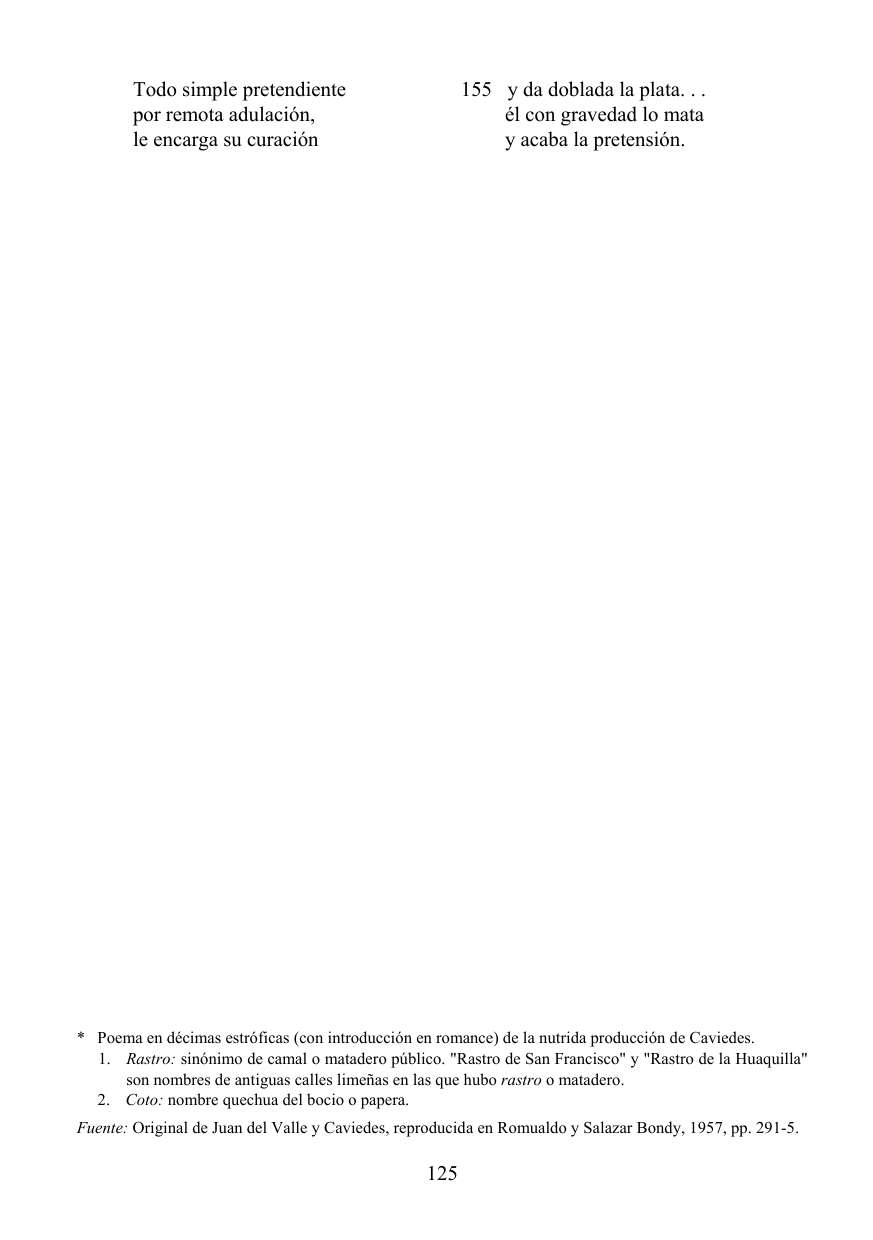 Todo simple pretendiente
por remota adulación,
le encarga su curación
155 y da doblada la plata. . .
él con gravedad lo mata
y acaba la pretensión.
* Poema en décimas estróficas (con introducción en romance) de la nutrida producción de Caviedes.
1. Rastro: sinónimo de camal o matadero público. "Rastro de San Francisco" y "Rastro de la Huaquilla"
son nombres de antiguas calles limeñas en las que hubo rastro o matadero.
2. Coto: nombre quechua del bocio o papera.
Fuente: Original de Juan del Valle y Caviedes, reproducida en Romualdo y Salazar Bondy, 1957, pp. 291-5.
125